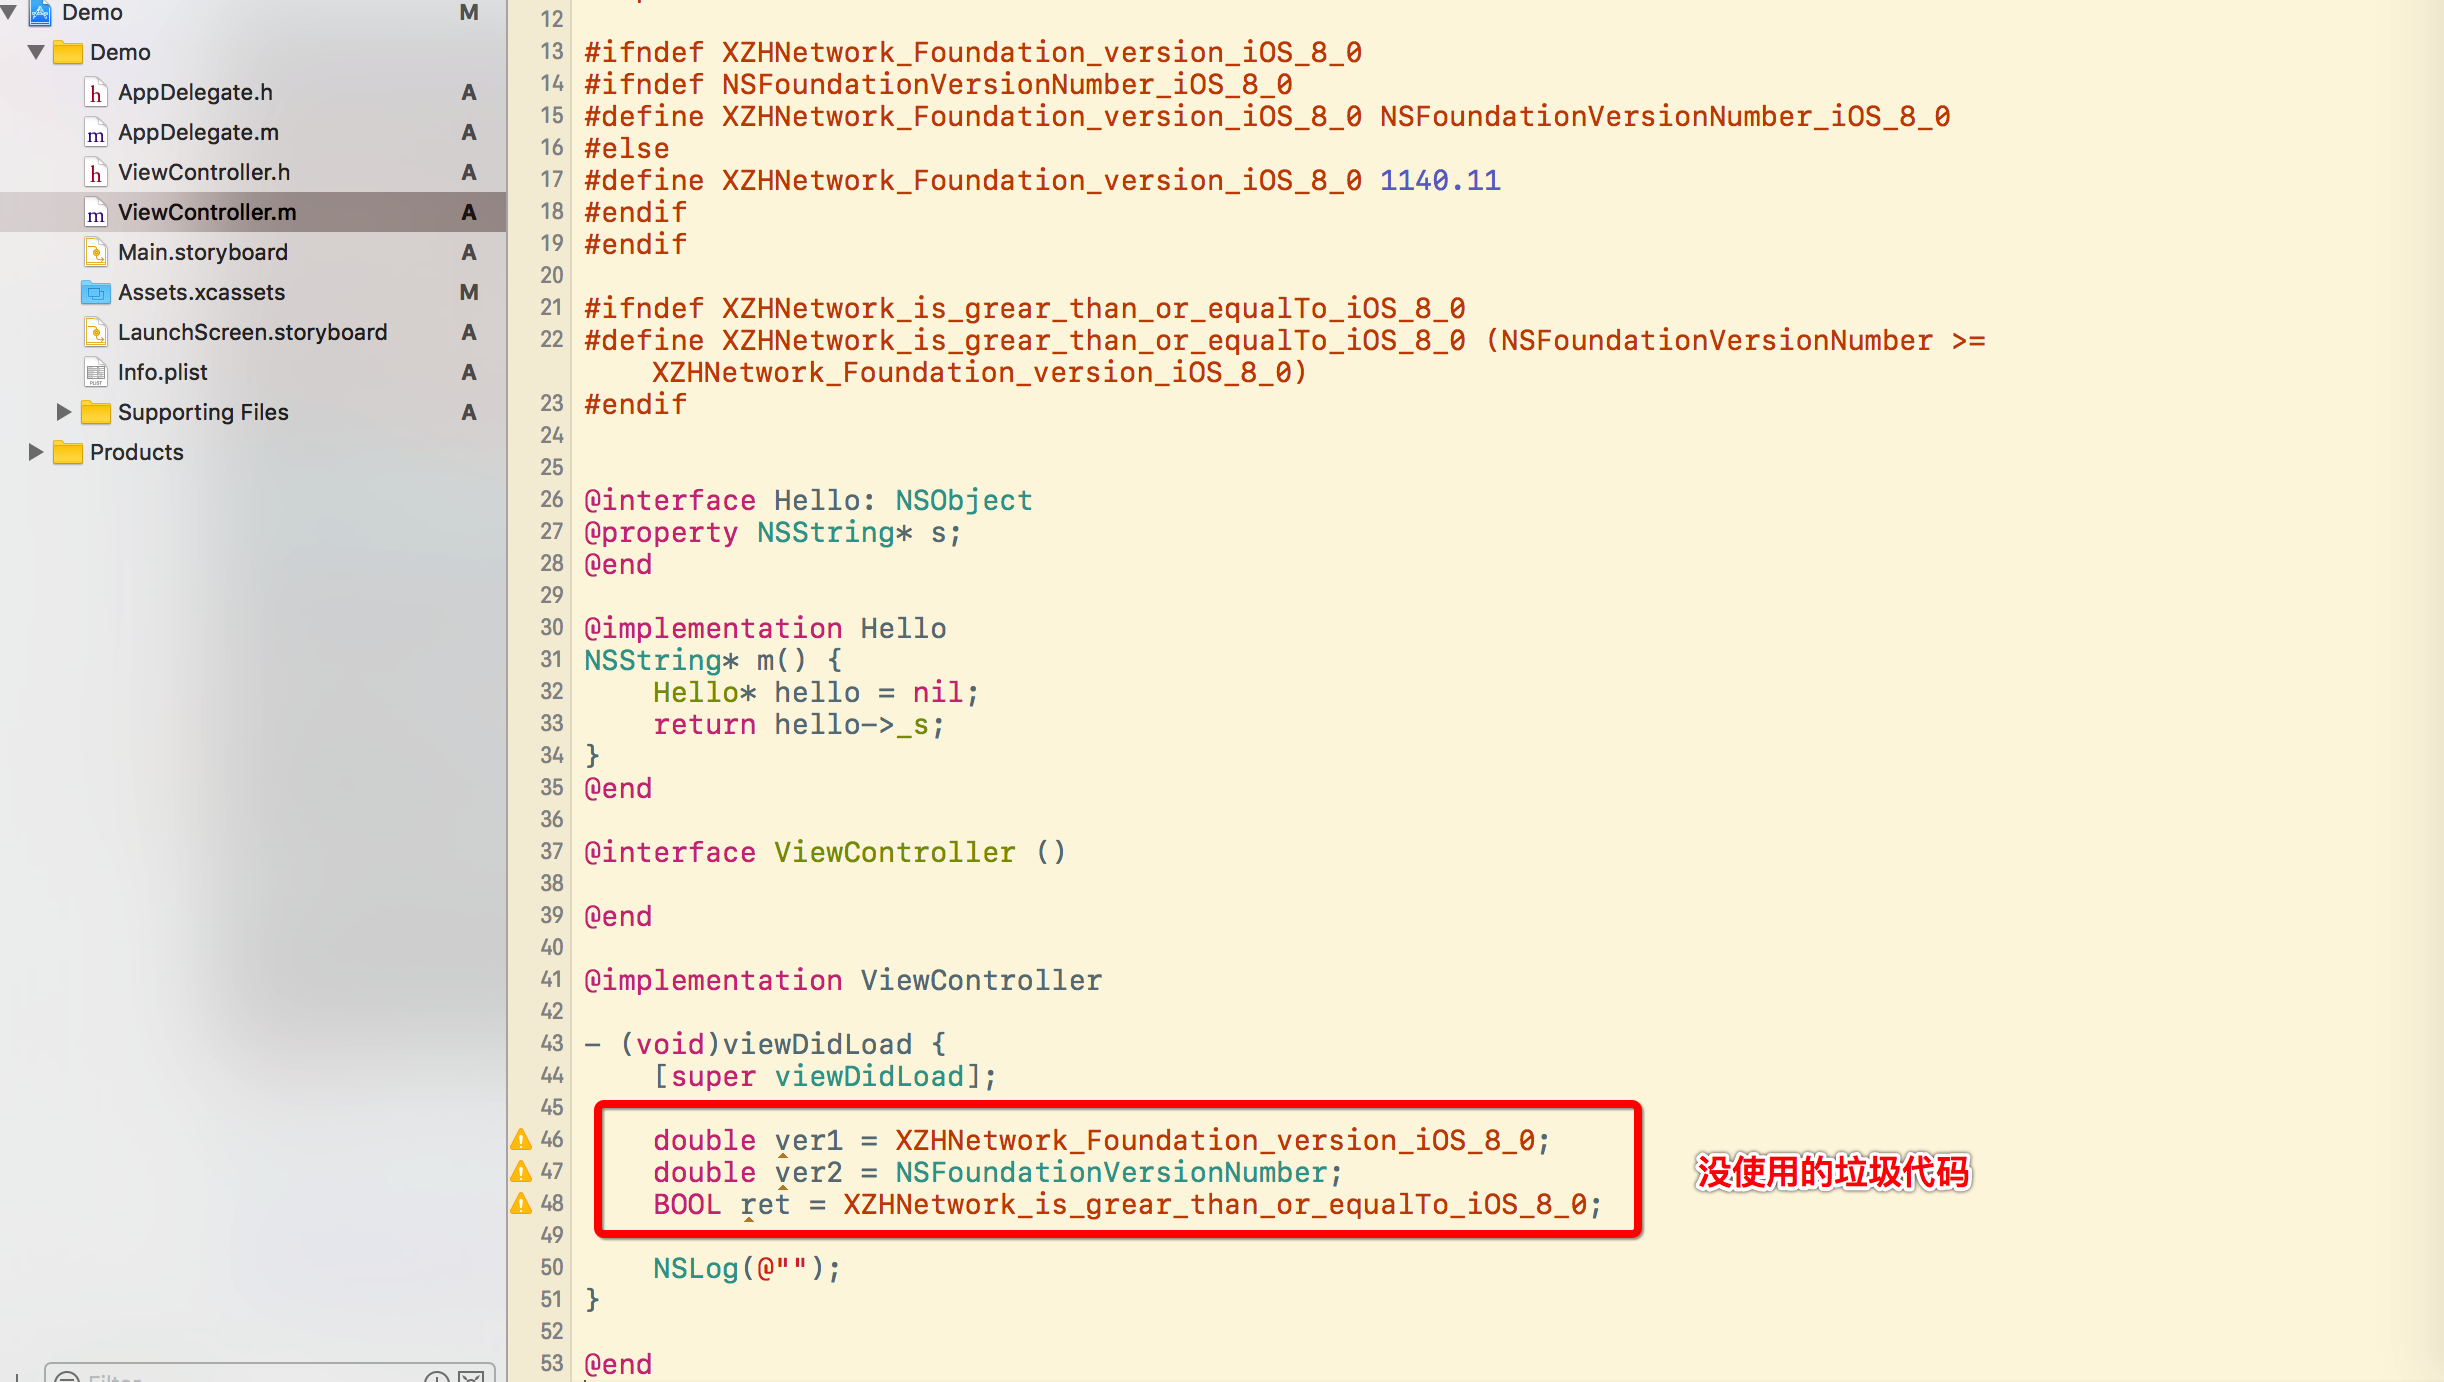 Demo M
Demo
AppDelegate.h A
AppDelegate.m A
ViewController.h A
ViewController.m A
Main.storyboard A
Assets.xcassets M
LaunchScreen.storyboard A
Info.plist A
Supporting Files A
Products
12
13 #ifndef XZHNetwork_Foundation_version_iOS_8_0
14 #ifndef NSFoundationVersionNumber_iOS_8_0
15 #define XZHNetwork_Foundation_version_iOS_8_0 NSFoundationVersionNumber_iOS_8_0
16 #else
17 #define XZHNetwork_Foundation_version_iOS_8_0 1140.11
18 #endif
19 #endif
20
21 #ifndef XZHNetwork_is_grear_than_or_equalTo_iOS_8_0
22 #define XZHNetwork_is_grear_than_or_equalTo_iOS_8_0 (NSFoundationVersionNumber >=
XZHNetwork_Foundation_version_iOS_8_0)
23 #endif
24
25
26 @interface Hello: NSObject
27 @property NSString* s;
28 @end
29
30 @implementation Hello
31 NSString* m() {
32 Hello* hello = nil;
33 return hello->_s;
34 }
35 @end
36
37 @interface ViewController ()
38
39 @end
40
41 @implementation ViewController
42
43 - (void)viewDidLoad {
44 [super viewDidLoad];
45
46 double ver1 = XZHNetwork_Foundation_version_iOS_8_0;
47 double ver2 = NSFoundationVersionNumber;
48 BOOL ret = XZHNetwork_is_grear_than_or_equalTo_iOS_8_0;
没使用的垃圾代码
49
50 NSLog(@"");
51 }
52
53 @end